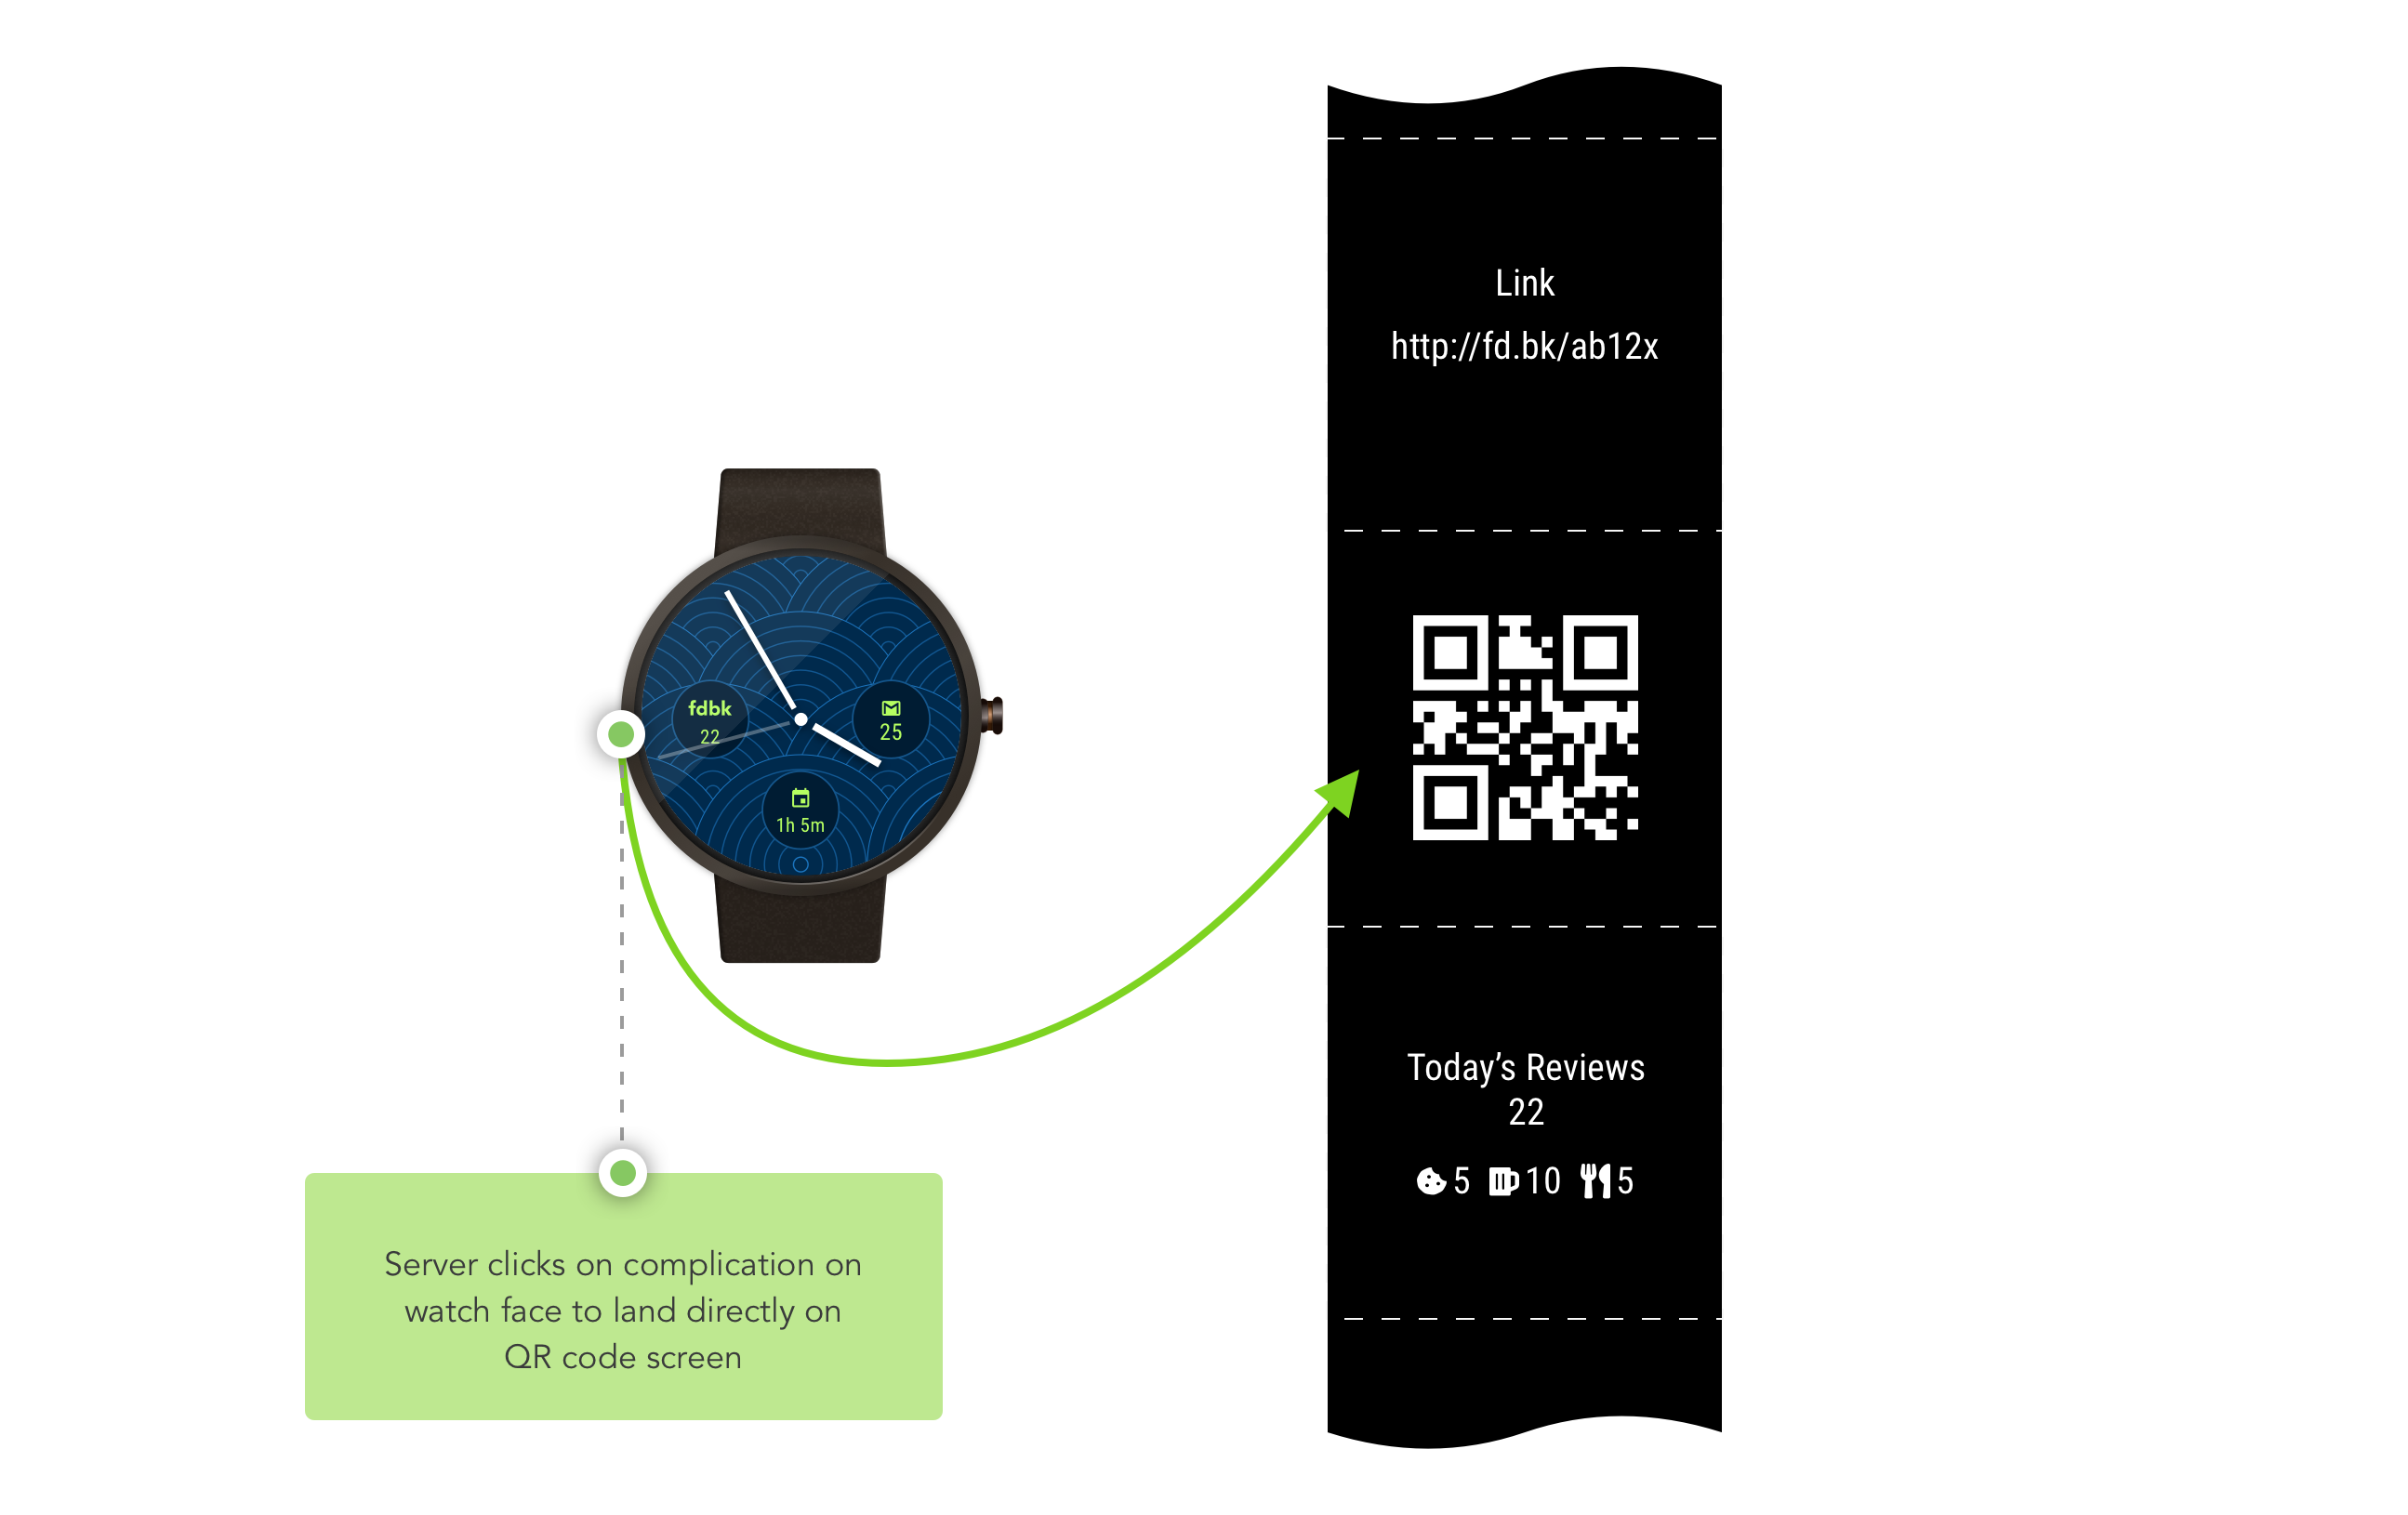 fdbk
22
25
1h 5m
Server clicks on complication on
watch face to land directly on
QR code screen
Link
http://fd.bk/ab12x
Today’s Reviews
22
5 10 5